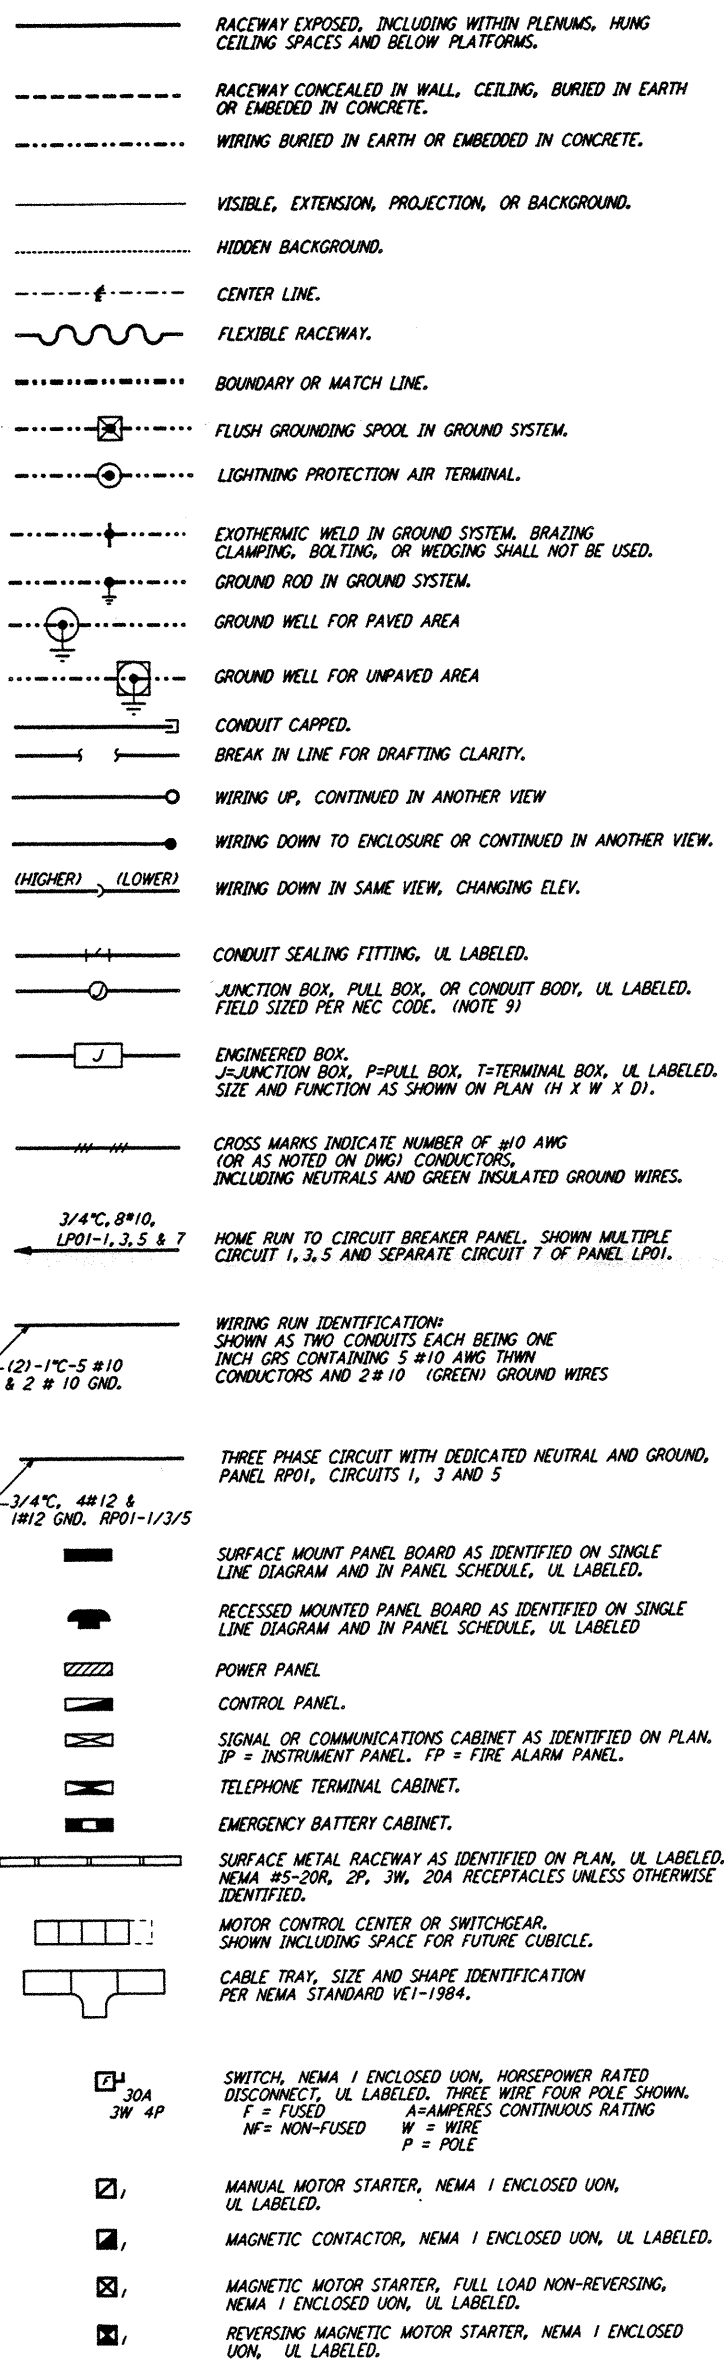 RACEWAY EXPOSED, INCLUDING WITHIN PLENUMS, HUNG
CEILING SPACES AND BELOW PLATFORMS.
RACEWAY CONCEALED IN WALL, CEILING, BURIED IN EARTH
OR EMBEDED IN CONCRETE.
WIRING BURIED IN EARTH OR EMBEDDED IN CONCRETE.
VISIBLE, EXTENSION, PROJECTION, OR BACKGROUND.
HIDDEN BACKGROUND.
CENTER LINE.
FLEXIBLE RACEWAY.
BOUNDARY OR MATCH LINE.
FLUSH GROUNDING SPOOL IN GROUND SYSTEM.
LIGHTNING PROTECTION AIR TERMINAL.
EXOTHERMIC WELD IN GROUND SYSTEM. BRAZING
CLAMPING, BOLTING, OR WEDGING SHALL NOT BE USED.
GROUND ROD IN GROUND SYSTEM.
GROUND WELL FOR PAVED AREA
GROUND WELL FOR UNPAVED AREA
CONDUIT CAPPED.
BREAK IN LINE FOR DRAFTING CLARITY.
WIRING UP, CONTINUED IN ANOTHER VIEW
WIRING DOWN TO ENCLOSURE OR CONTINUED IN ANOTHER VIEW.
(HIGHER) (LOWER)
WIRING DOWN IN SAME VIEW, CHANGING ELEV.
CONDUIT SEALING FITTING, UL LABELED.
J
JUNCTION BOX, PULL BOX, OR CONDUIT BODY, UL LABELED.
FIELD SIZED PER NEC CODE. (NOTE 9)
J
ENGINEERED BOX.
J=JUNCTION BOX, P=PULL BOX, T=TERMINAL BOX, UL LABELED.
SIZE AND FUNCTION AS SHOWN ON PLAN (H X W X D).
CROSS MARKS INDICATE NUMBER OF #10 AWG
(OR AS NOTED ON DWG) CONDUCTORS,
INCLUDING NEUTRALS AND GREEN INSULATED GROUND WIRES.
3/4"C, 8#10,
LP01-1, 3, 5 & 7
HOME RUN TO CIRCUIT BREAKER PANEL. SHOWN MULTIPLE
CIRCUIT 1, 3, 5 AND SEPARATE CIRCUIT 7 OF PANEL LP01.
WIRING RUN IDENTIFICATION:
SHOWN AS TWO CONDUITS EACH BEING ONE
INCH GRS CONTAINING 5 #10 AWG THWN
CONDUCTORS AND 2#10 (GREEN) GROUND WIRES
(2)-1"C-5 #10
& 2 # 10 GND.
THREE PHASE CIRCUIT WITH DEDICATED NEUTRAL AND GROUND,
PANEL RP01, CIRCUITS 1, 3 AND 5
3/4"C, 4#12 &
1#12 GND. RP01-1/3/5
SURFACE MOUNT PANEL BOARD AS IDENTIFIED ON SINGLE
LINE DIAGRAM AND IN PANEL SCHEDULE, UL LABELED.
RECESSED MOUNTED PANEL BOARD AS IDENTIFIED ON SINGLE
LINE DIAGRAM AND IN PANEL SCHEDULE, UL LABELED
POWER PANEL
CONTROL PANEL.
SIGNAL OR COMMUNICATIONS CABINET AS IDENTIFIED ON PLAN.
IP = INSTRUMENT PANEL. FP = FIRE ALARM PANEL.
TELEPHONE TERMINAL CABINET.
EMERGENCY BATTERY CABINET.
SURFACE METAL RACEWAY AS IDENTIFIED ON PLAN, UL LABELED.
NEMA #5-20R, 2P, 3W, 20A RECEPTACLES UNLESS OTHERWISE
IDENTIFIED.
MOTOR CONTROL CENTER OR SWITCHGEAR.
SHOWN INCLUDING SPACE FOR FUTURE CUBICLE.
CABLE TRAY, SIZE AND SHAPE IDENTIFICATION
PER NEMA STANDARD VE1-1984.
F
30A
3W 4P
SWITCH, NEMA 1 ENCLOSED UON, HORSEPOWER RATED
DISCONNECT, UL LABELED. THREE WIRE FOUR POLE SHOWN.
F = FUSED A=AMPERES CONTINUOUS RATING
NF= NON-FUSED W = WIRE
P = POLE
1
MANUAL MOTOR STARTER, NEMA 1 ENCLOSED UON,
UL LABELED.
1
MAGNETIC CONTACTOR, NEMA 1 ENCLOSED UON, UL LABELED.
1
MAGNETIC MOTOR STARTER, FULL LOAD NON-REVERSING,
NEMA 1 ENCLOSED UON, UL LABELED.
1
REVERSING MAGNETIC MOTOR STARTER, NEMA 1 ENCLOSED
UON, UL LABELED.